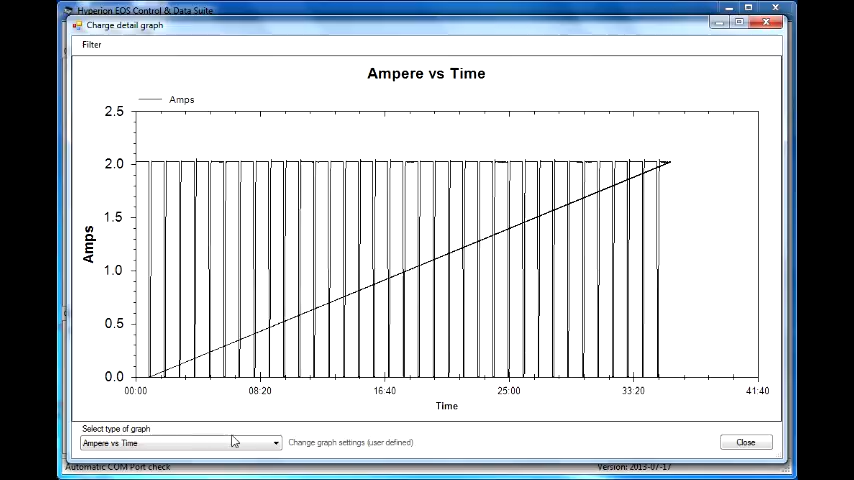 Hyperion EOS Control & Data Suite
Charge detail graph
Filter
Ampere vs Time
Amps
2.5
2.0
1.5
1.0
0.5
0.0
Amps
00:00 08:20 16:40 25:00 33:20 41:40
Time
Select type of graph
Ampere vs Time
Change graph settings (user defined)
Close
Automatic COM Port check
Version: 2013-07-17